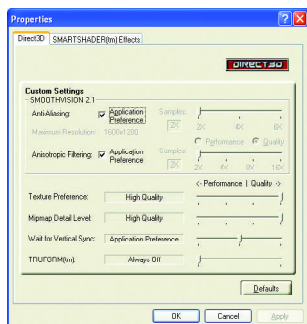 Properties
Direct3D SMARTSHADER(tm) Effects
DIRECT3D
Custom Settings
SMOOTHVISION 2.1
Anti-Aliasing: Application Preference Samples: 2X 2X 4X 6X
Maximum Resolution: 1600x1200
Performance Quality
Anisotropic Filtering: Application Preference Samples: 2X 2X 4X 8X 16X
<- Performance | Quality ->
Texture Preference: High Quality
Mipmap Detail Level: High Quality
Wait for Vertical Sync: Application Preference
TRUFORM(tm): Always Off
Defaults
OK Cancel Apply